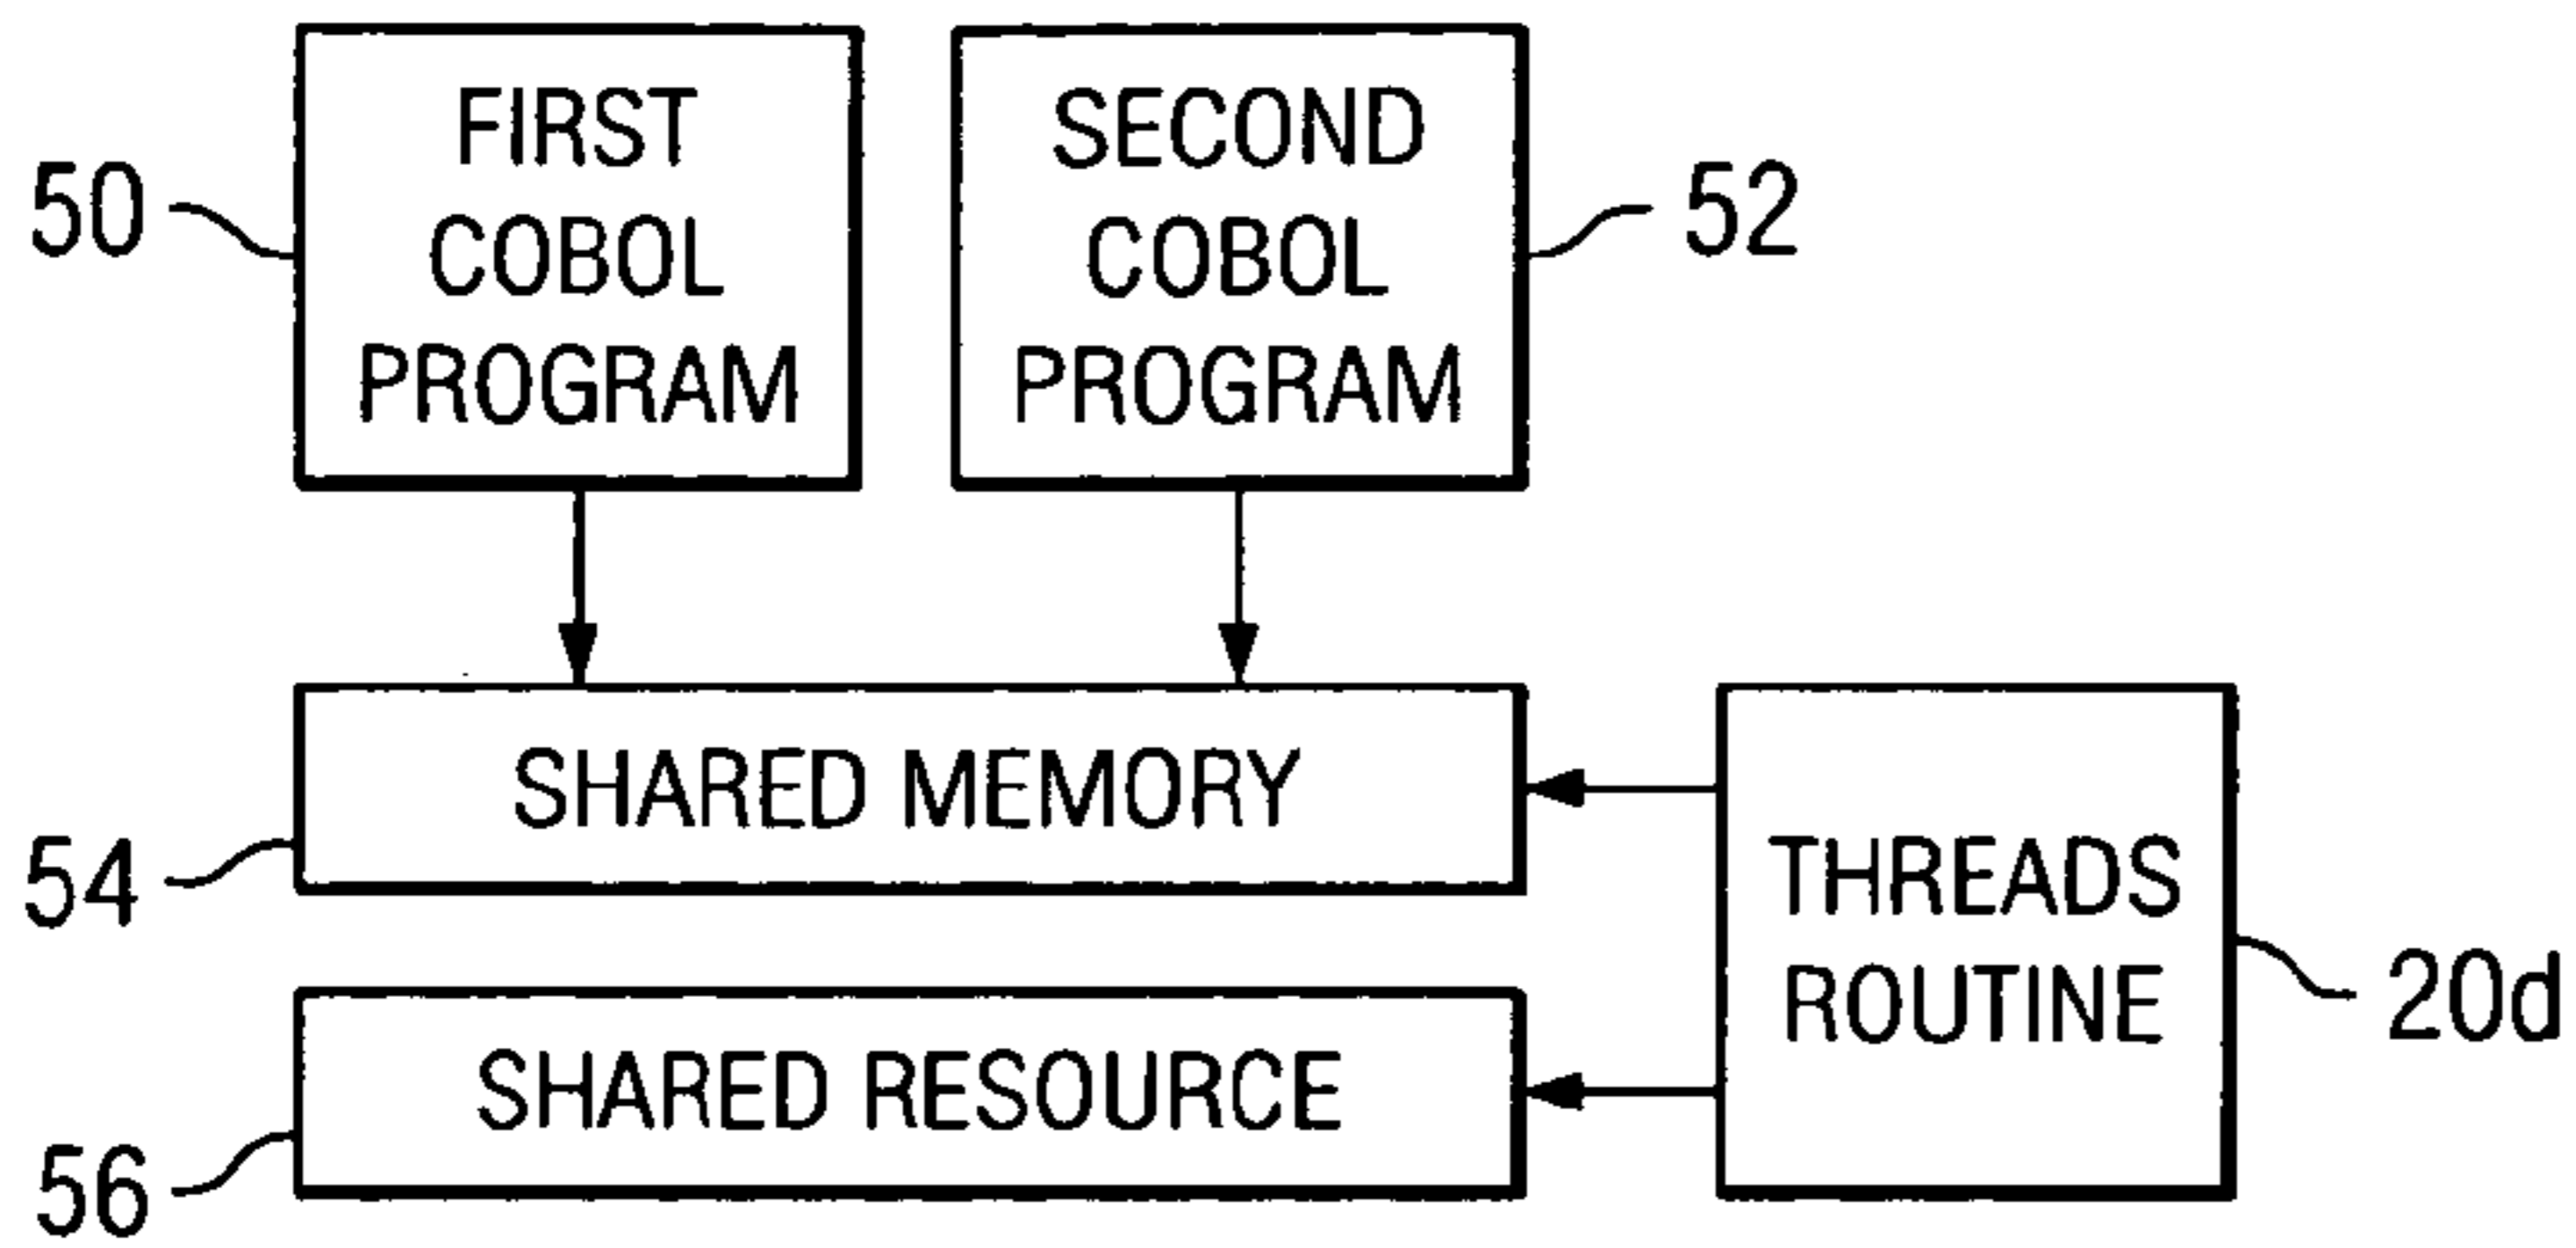 FIRST
COBOL
PROGRAM
50
SECOND
COBOL
PROGRAM
52
SHARED MEMORY
54
THREADS
ROUTINE
20d
SHARED RESOURCE
56